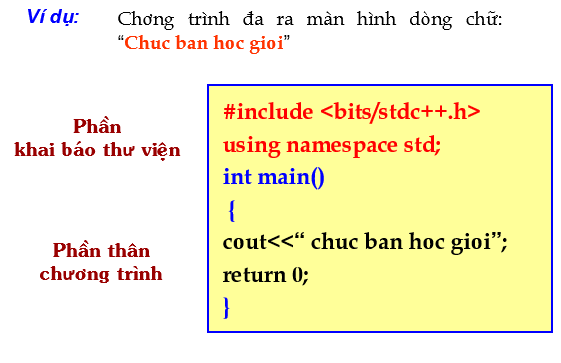 Ví dụ: Chơng trình đa ra màn hình dòng chữ:
“Chuc ban hoc gioi”
Phần
khai báo thư viện
#include <bits/stdc++.h>
using namespace std;
int main()
{
Phần thân
chương trình
cout<<“ chuc ban hoc gioi”;
return 0;
}